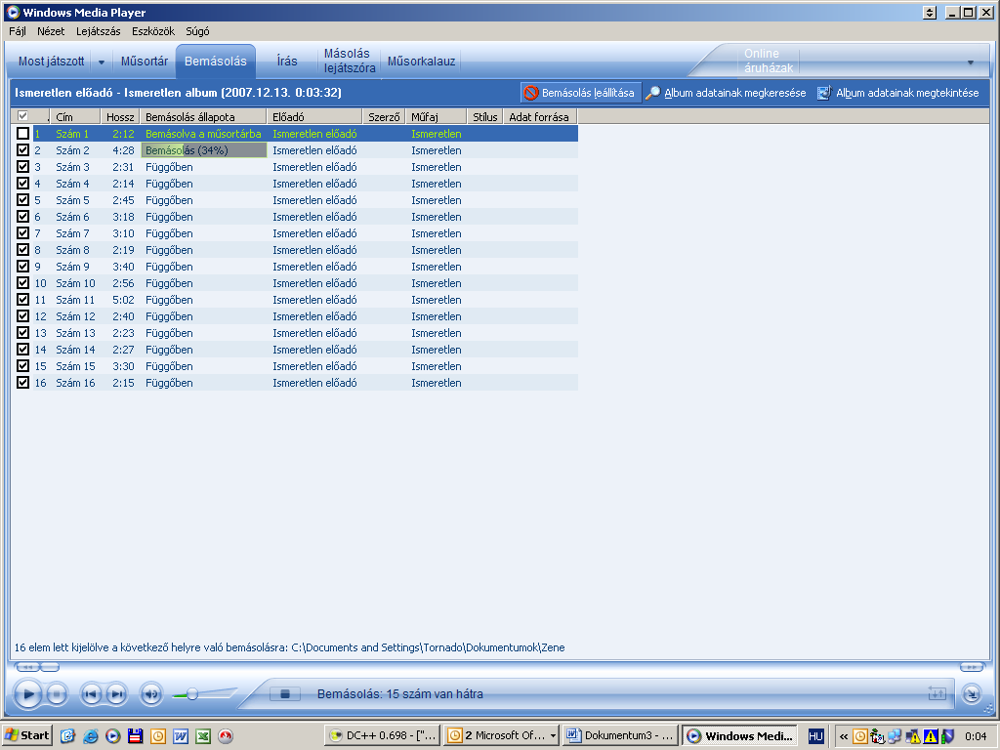 Windows Media Player
Fájl Nézet Lejátszás Eszközök Súgó
Most játszott Műsortár Bemásolás Írás Másolás lejátszóra Műsorkalauz Online áruházak
Ismeretlen előadó - Ismeretlen album (2007.12.13. 0:03:32) Bemásolás leállítása Album adatainak megkeresése Album adatainak megtekintése
Cím Hossz Bemásolás állapota Előadó Szerző Műfaj Stílus Adat forrása
1 Szám 1 2:12 Bemásolva a műsortárba Ismeretlen előadó Ismeretlen
2 Szám 2 4:28 Bemásolás (34%) Ismeretlen előadó Ismeretlen
3 Szám 3 2:31 Függőben Ismeretlen előadó Ismeretlen
4 Szám 4 2:14 Függőben Ismeretlen előadó Ismeretlen
5 Szám 5 2:45 Függőben Ismeretlen előadó Ismeretlen
6 Szám 6 3:18 Függőben Ismeretlen előadó Ismeretlen
7 Szám 7 3:10 Függőben Ismeretlen előadó Ismeretlen
8 Szám 8 2:19 Függőben Ismeretlen előadó Ismeretlen
9 Szám 9 3:40 Függőben Ismeretlen előadó Ismeretlen
10 Szám 10 2:56 Függőben Ismeretlen előadó Ismeretlen
11 Szám 11 5:02 Függőben Ismeretlen előadó Ismeretlen
12 Szám 12 2:40 Függőben Ismeretlen előadó Ismeretlen
13 Szám 13 2:23 Függőben Ismeretlen előadó Ismeretlen
14 Szám 14 2:27 Függőben Ismeretlen előadó Ismeretlen
15 Szám 15 3:30 Függőben Ismeretlen előadó Ismeretlen
16 Szám 16 2:15 Függőben Ismeretlen előadó Ismeretlen
16 elem lett kijelölve a következő helyre való bemásolásra: C:\Documents and Settings\Tornado\Dokumentumok\Zene
Bemásolás: 15 szám van hátra
Start DC++ 0.698 - ["... 2 Microsoft Of... Dokumentum3 - ... Windows Medi... HU « 0:04